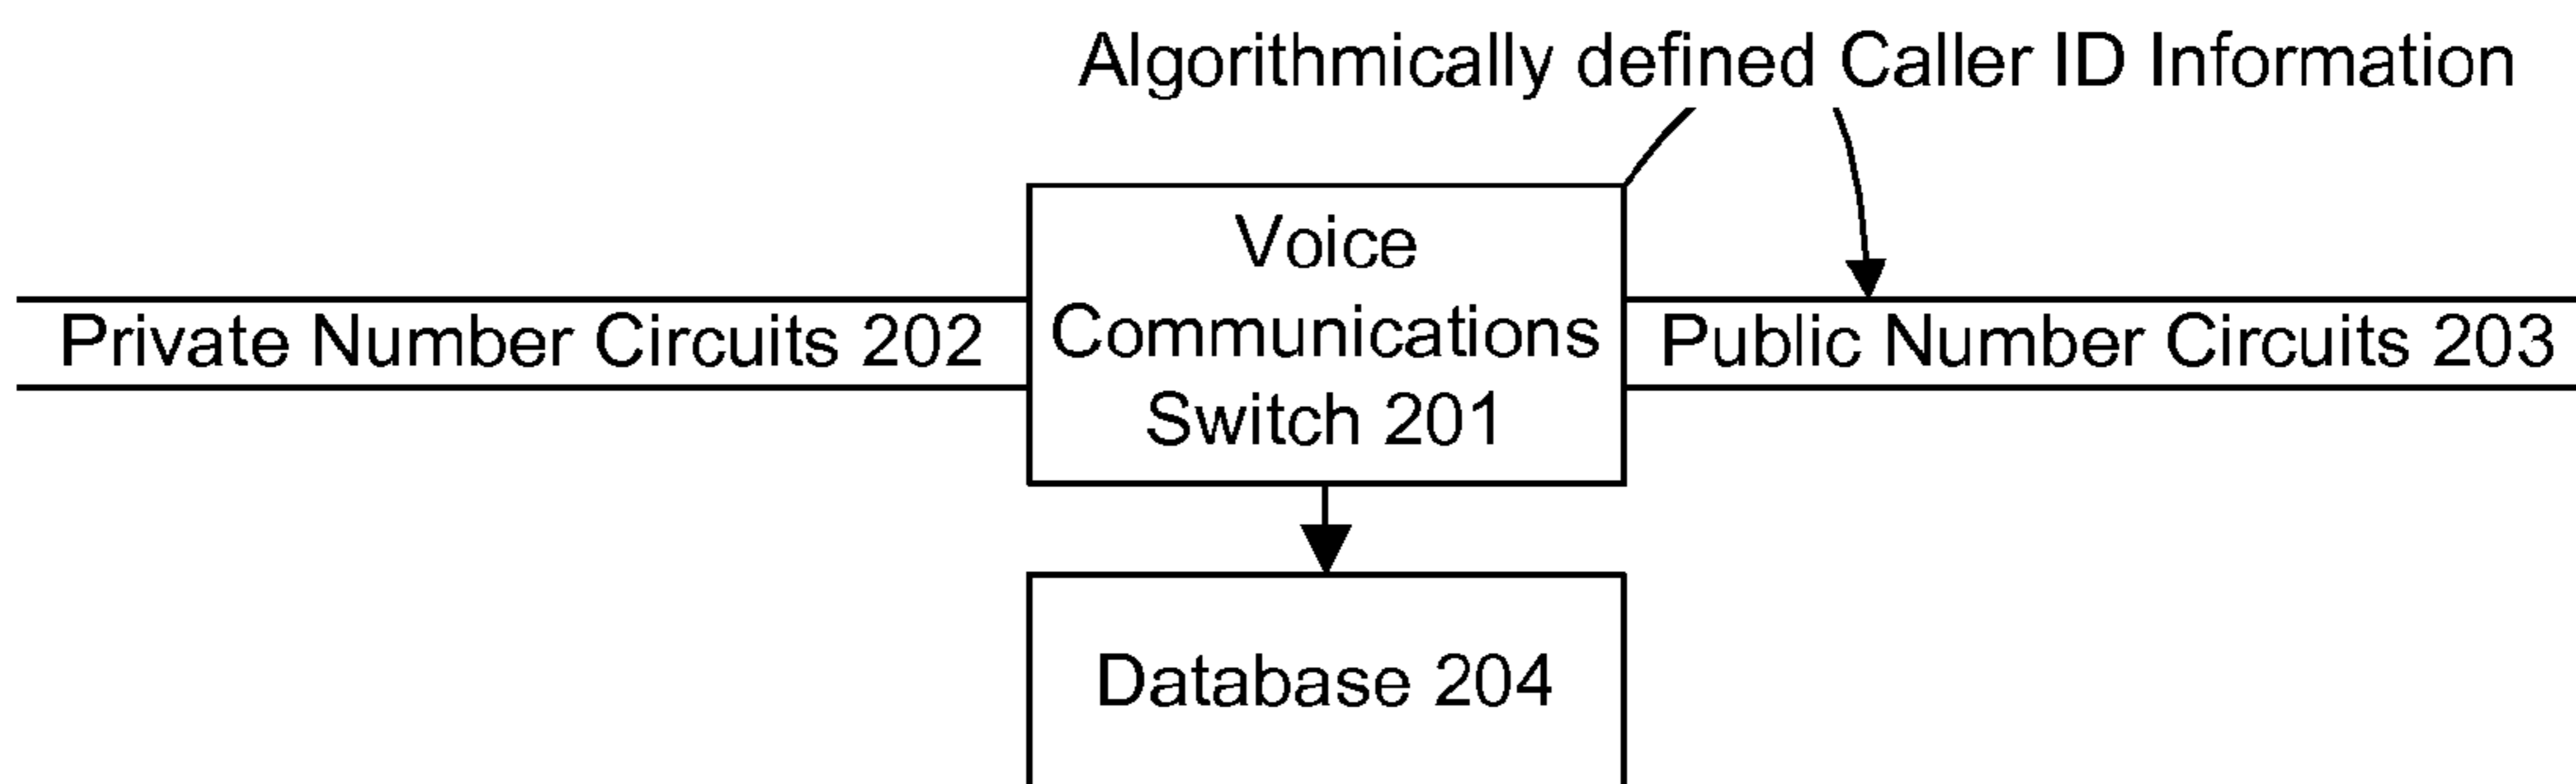 Algorithmically defined Caller ID Information
Voice
Communications
Switch 201
Private Number Circuits 202
Public Number Circuits 203
Database 204